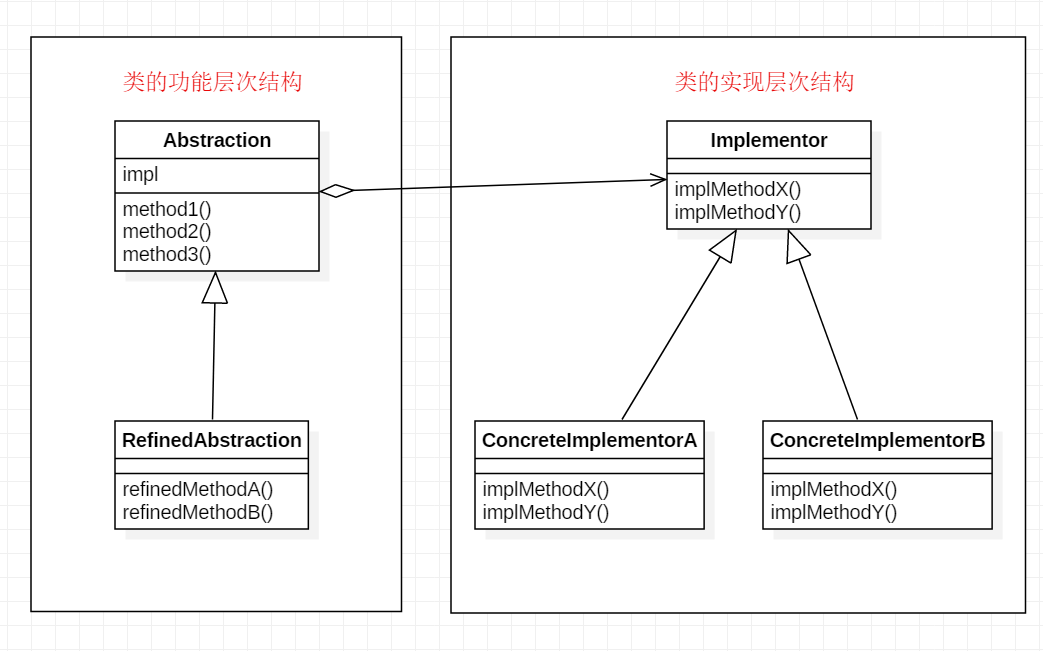 类的功能层次结构
Abstraction
impl
method1()
method2()
method3()
RefinedAbstraction
refinedMethodA()
refinedMethodB()
类的实现层次结构
Implementor
implMethodX()
implMethodY()
ConcreteImplementorA
implMethodX()
implMethodY()
ConcreteImplementorB
implMethodX()
implMethodY()